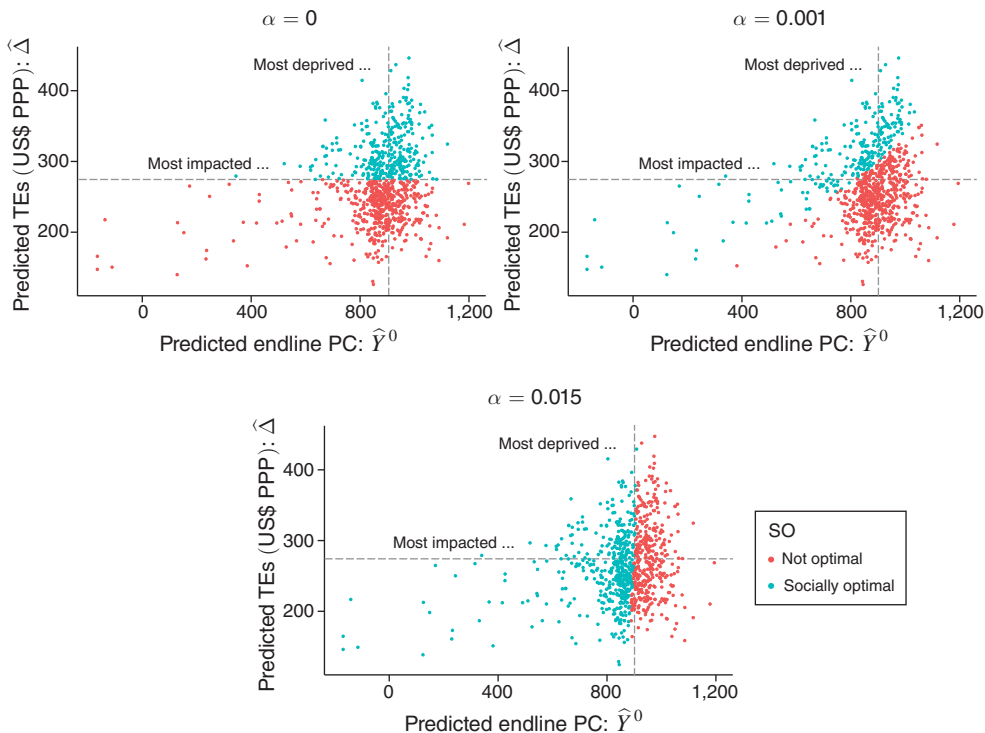 α = 0
Predicted TEs (US$ PPP): Δ̂
400
300
200
Most deprived ...
Most impacted ...
0
400
800
1,200
Predicted endline PC: Ŷ⁰
α = 0.001
Predicted TEs (US$ PPP): Δ̂
400
300
200
Most deprived ...
Most impacted ...
0
400
800
1,200
Predicted endline PC: Ŷ⁰
α = 0.015
Predicted TEs (US$ PPP): Δ̂
400
300
200
Most deprived ...
Most impacted ...
0
400
800
1,200
Predicted endline PC: Ŷ⁰
SO
Not optimal
Socially optimal